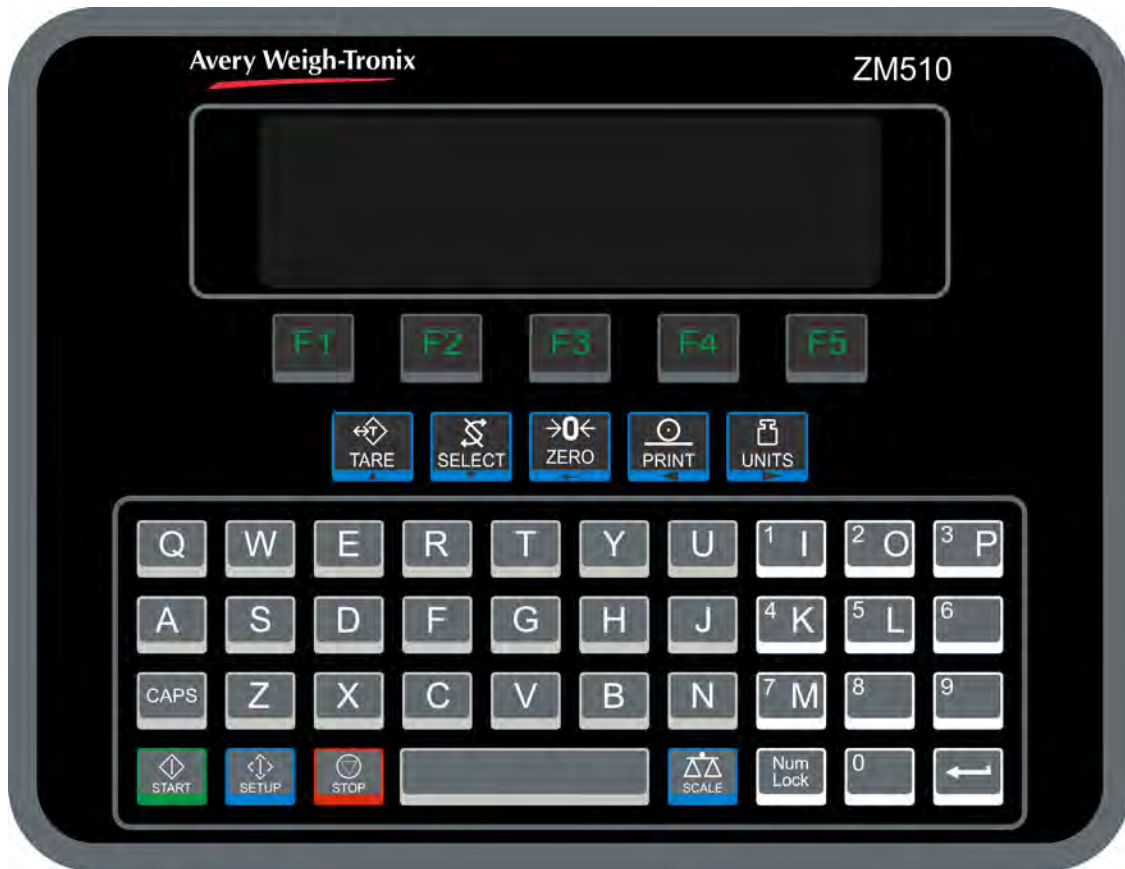 Avery Weigh-Tronix ZM510
F1 F2 F3 F4 F5
T 0
TARE SELECT ZERO PRINT UNITS
Q W E R T Y U 1 I 2 O 3 P
A S D F G H J 4 K 5 L 6
CAPS Z X C V B N 7 M 8 9
START SETUP STOP SCALE Num Lock 0